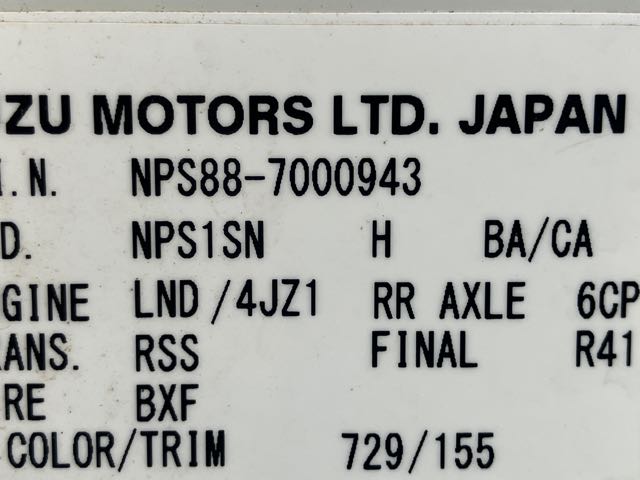 ZU MOTORS LTD. JAPAN
I.N. NPS88-7000943
D. NPS1SN H BA/CA
GINE LND/4JZ1 RR AXLE 6CP
RANS. RSS FINAL R41
RE BXF
COLOR/TRIM 729/155